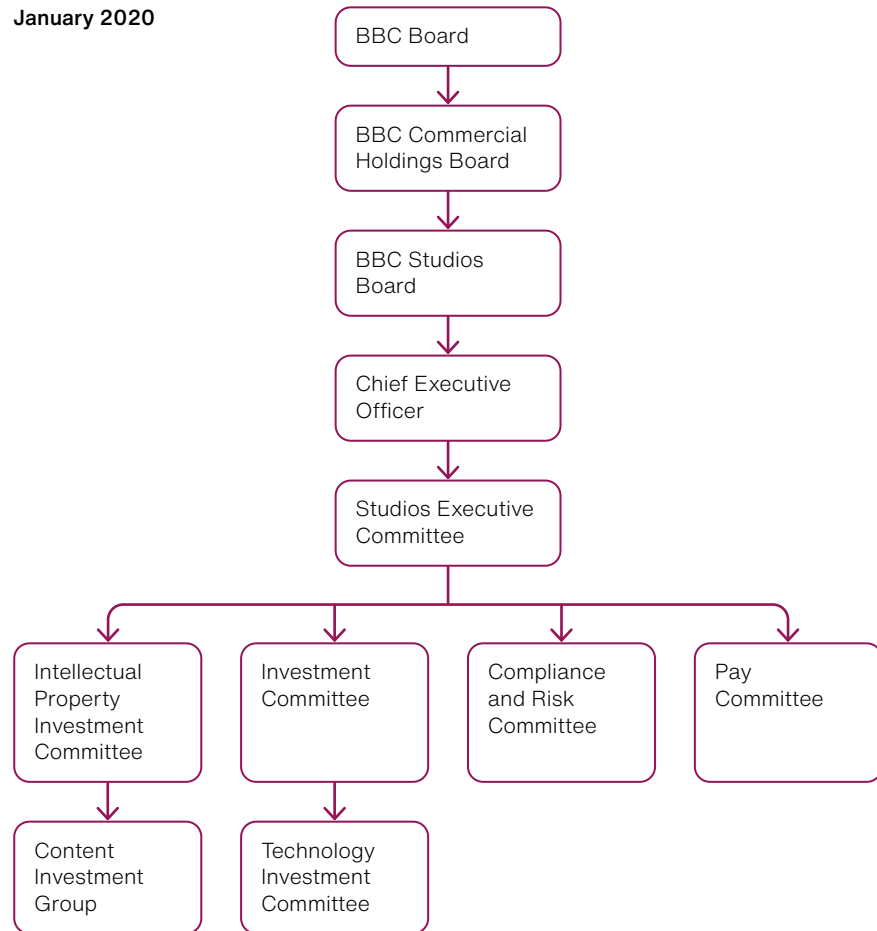 January 2020
BBC Board
BBC Commercial
Holdings Board
BBC Studios
Board
Chief Executive
Officer
Studios Executive
Committee
Intellectual
Property
Investment
Committee
Investment
Committee
Compliance
and Risk
Committee
Pay
Committee
Content
Investment
Group
Technology
Investment
Committee